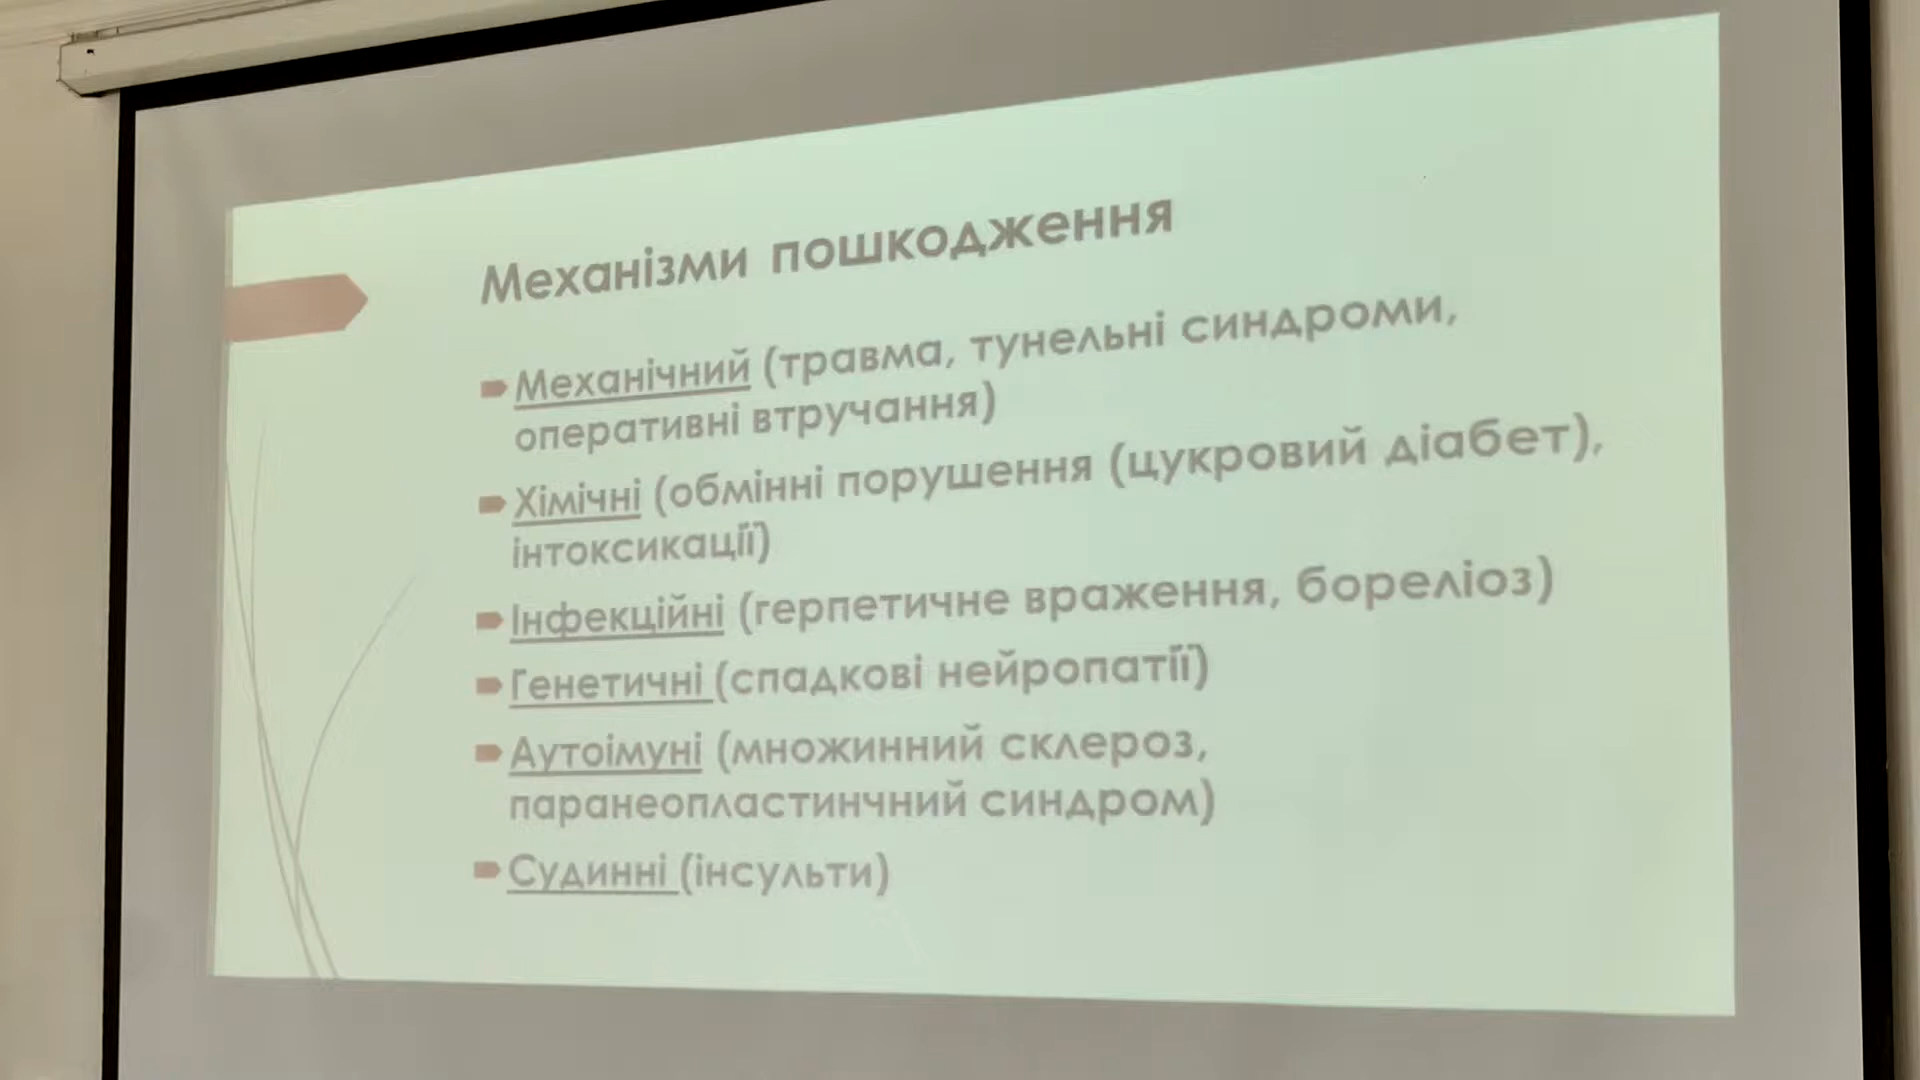 Механізми пошкодження
Механічний (травма, тунельні синдроми,
оперативні втручання)
Хімічні (обмінні порушення (цукровий діабет),
інтоксикації)
Інфекційні (герпетичне враження, бореліоз)
Генетичні (спадкові нейропатії)
Аутоімуні (множинний склероз,
паранеопластинчний синдром)
Судинні (інсульти)